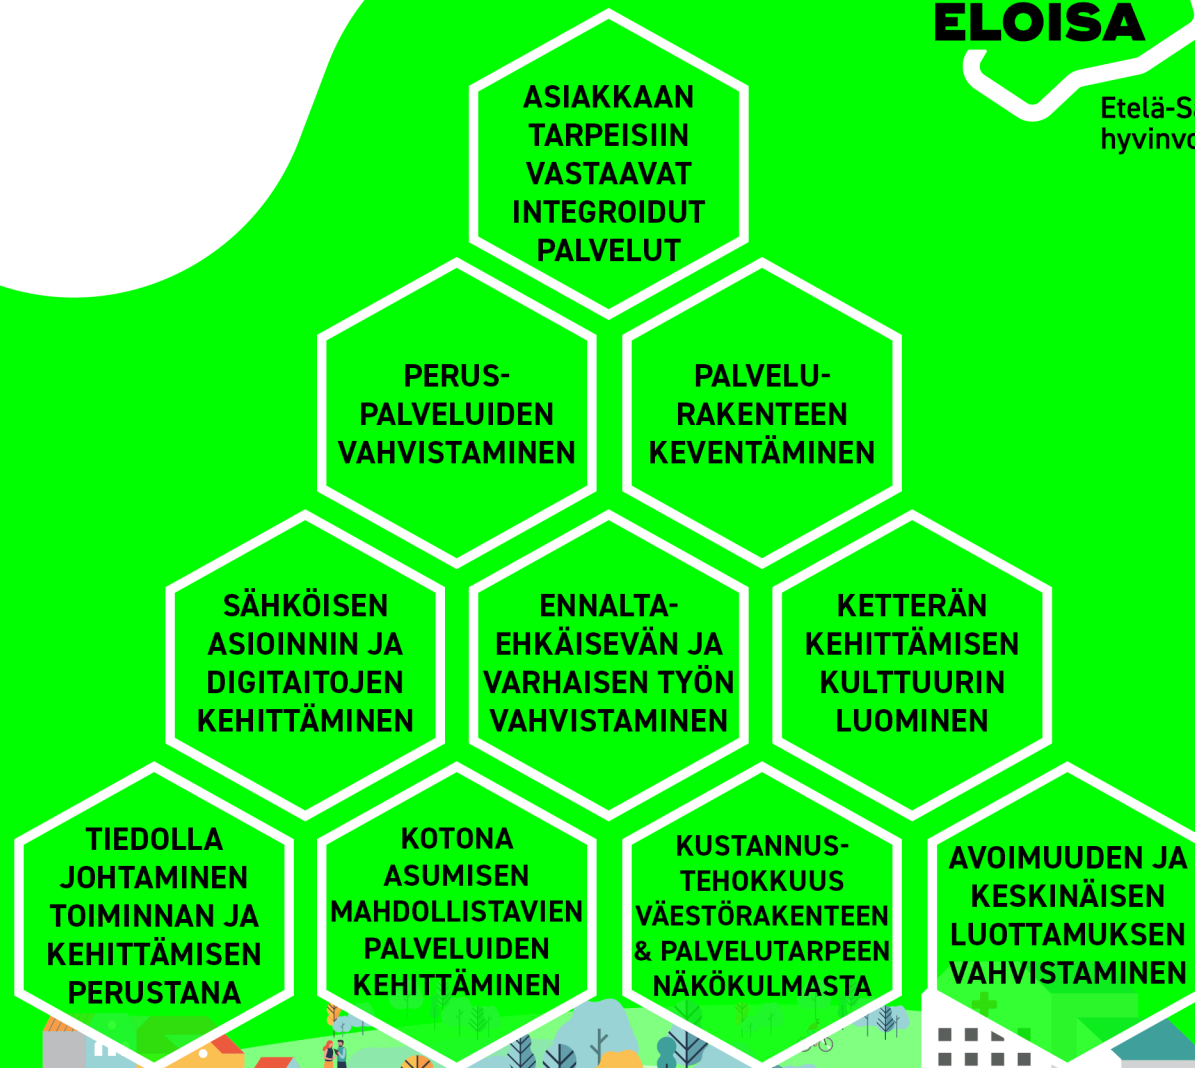 ELOISA
Etelä-Sa
hyvinvo
ASIAKKAAN
TARPEISIIN
VASTAAVAT
INTEGROIDUT
PALVELUT
PERUS-
PALVELUIDEN
VAHVISTAMINEN
PALVELU-
RAKENTEEN
KEVENTÄMINEN
SÄHKÖISEN
ASIOINNIN JA
DIGITAITOJEN
KEHITTÄMINEN
ENNALTA-
EHKÄISEVÄN JA
VARHAISEN TYÖN
VAHVISTAMINEN
KETTERÄN
KEHITTÄMISEN
KULTTUURIN
LUOMINEN
TIEDOLLA
JOHTAMINEN
TOIMINNAN JA
KEHITTÄMISEN
PERUSTANA
KOTONA
ASUMISEN
MAHDOLLISTAVIEN
PALVELUIDEN
KEHITTÄMINEN
KUSTANNUS-
TEHOKKUUS
VÄESTÖRAKENTEEN
& PALVELUTARPEEN
NÄKÖKULMASTA
AVOIMUUDEN JA
KESKINÄISEN
LUOTTAMUKSEN
VAHVISTAMINEN